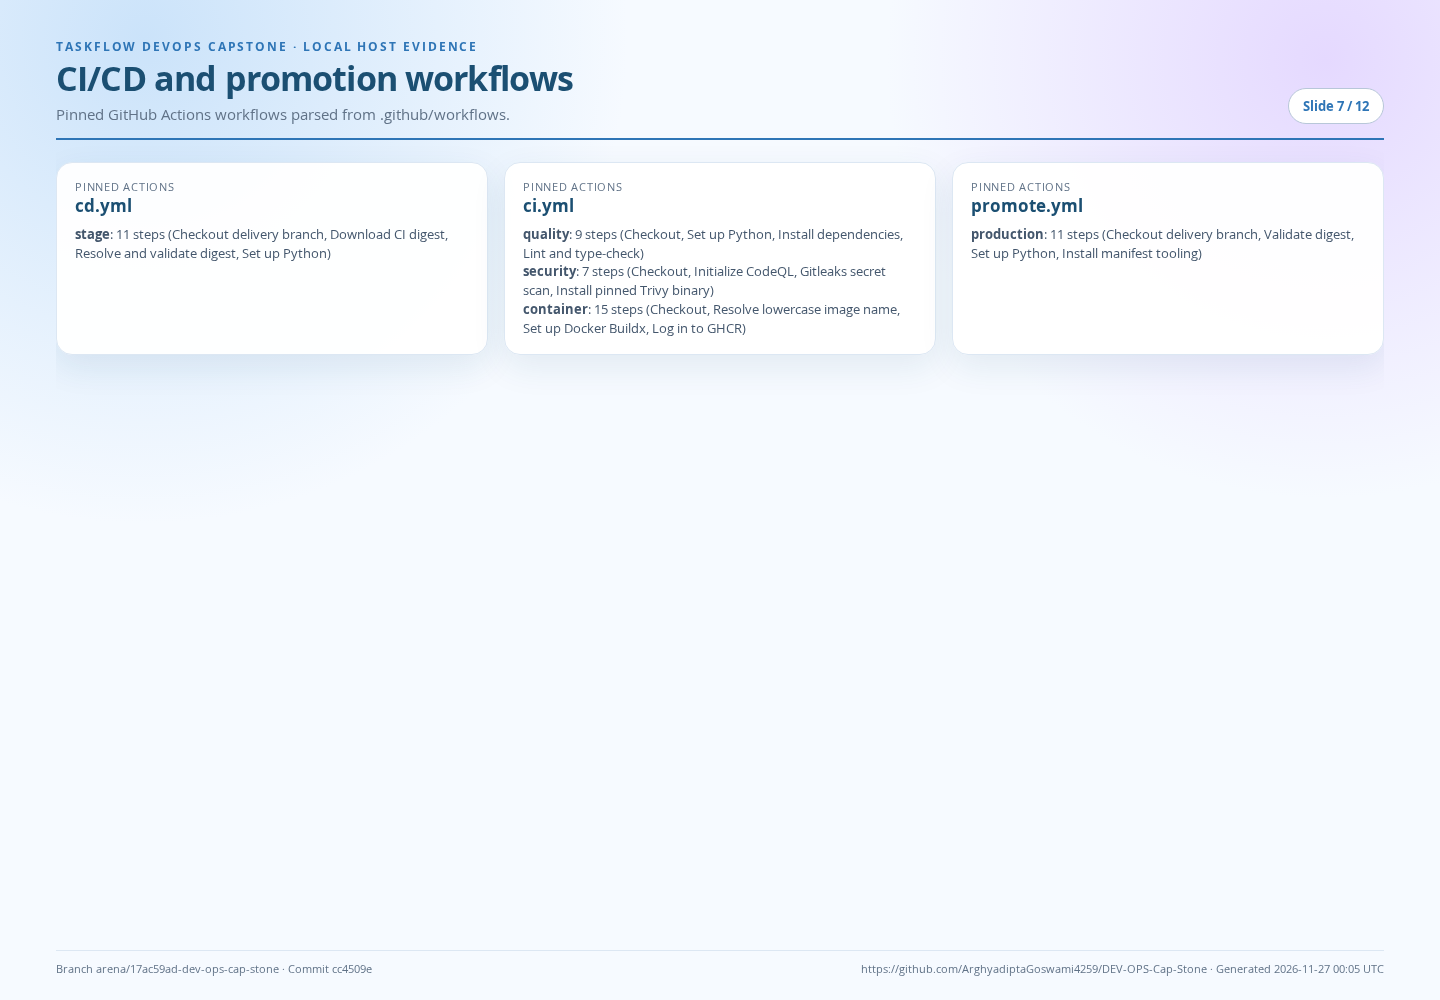 TASKFLOW DEVOPS CAPSTONE · LOCAL HOST EVIDENCE
CI/CD and promotion workflows
Pinned GitHub Actions workflows parsed from .github/workflows.
Slide 7 / 12
PINNED ACTIONS
cd.yml
stage: 11 steps (Checkout delivery branch, Download CI digest,
Resolve and validate digest, Set up Python)
PINNED ACTIONS
ci.yml
quality: 9 steps (Checkout, Set up Python, Install dependencies,
Lint and type-check)
security: 7 steps (Checkout, Initialize CodeQL, Gitleaks secret
scan, Install pinned Trivy binary)
container: 15 steps (Checkout, Resolve lowercase image name,
Set up Docker Buildx, Log in to GHCR)
PINNED ACTIONS
promote.yml
production: 11 steps (Checkout delivery branch, Validate digest,
Set up Python, Install manifest tooling)
Branch arena/17ac59ad-dev-ops-cap-stone · Commit cc4509e
https://github.com/ArghyadiptaGoswami4259/DEV-OPS-Cap-Stone · Generated 2026-11-27 00:05 UTC